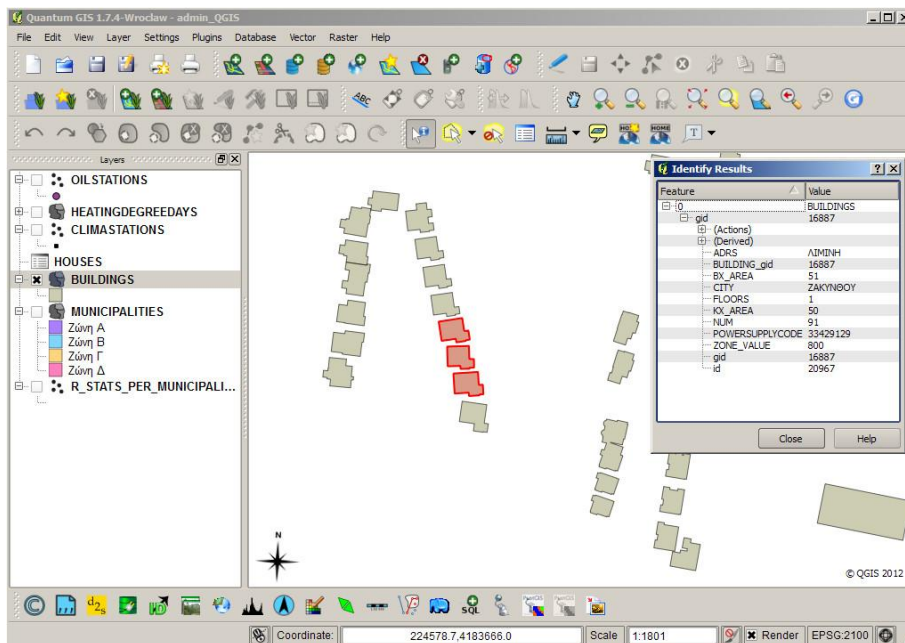 Quantum GIS 1.7.4-Wroclaw - admin_QGIS
File Edit View Layer Settings Plugins Database Vector Raster Help
ABC
T
Layers
OILSTATIONS
HEATINGDEGREEDAYS
CLIMASTATIONS
HOUSES
BUILDINGS
MUNICIPALITIES
Ζώνη Α
Ζώνη Β
Ζώνη Γ
Ζώνη Δ
R_STATS_PER_MUNICIPALI...
Identify Results
Feature Value
0 BUILDINGS
gid 16887
(Actions)
(Derived)
ADRS ΛΙΜΙΝΗ
BUILDING_gid 16887
BX_AREA 51
CITY ΖΑΚΥΝΘΟΥ
FLOORS 1
KX_AREA 50
NUM 91
POWERSUPPLYCODE 33429129
ZONE_VALUE 800
gid 16887
id 20967
Close Help
N
© QGIS 2012
d2s
SQL
Coordinate: 224578.7,4183666.0 Scale 1:1801 Render EPSG:2100